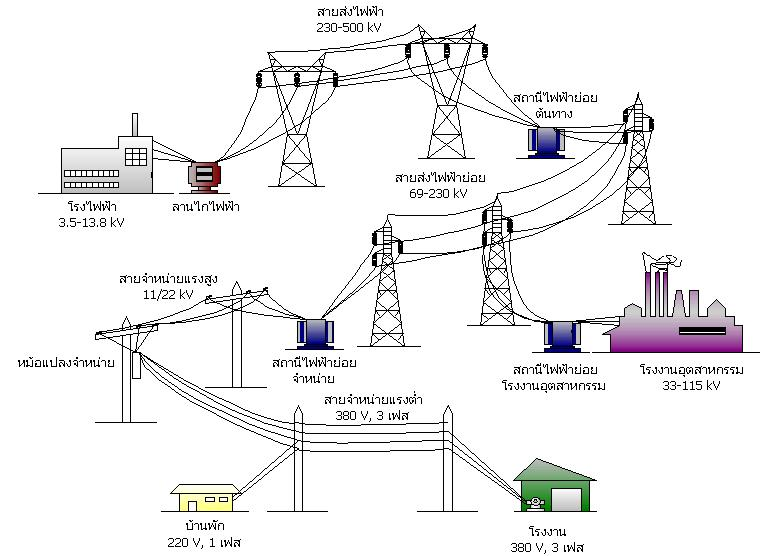 สายส่งไฟฟ้า
230-500 kV
สถานีไฟฟ้าย่อย
ต้นทาง
สายส่งไฟฟ้าย่อย
69-230 kV
โรงไฟฟ้า
3.5-13.8 kV
ลานไกไฟฟ้า
สายจำหน่ายแรงสูง
11/22 kV
หม้อแปลงจำหน่าย
สถานีไฟฟ้าย่อย
จำหน่าย
สถานีไฟฟ้าย่อย
โรงงานอุตสาหกรรม
โรงงานอุตสาหกรรม
33-115 kV
สายจำหน่ายแรงต่ำ
380 V, 3 เฟส
บ้านพัก
220 V, 1 เฟส
โรงงาน
380 V, 3 เฟส